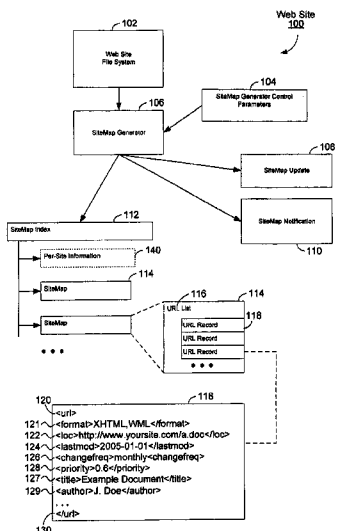 Web Site
100
102
Web Site
File System
104
SiteMap Generator Control
Parameters
106
SiteMap Generator
108
SiteMap Update
112
SiteMap Index
SiteMap Notification
110
140
Per-Site Information
114
SiteMap
116
114
URL List
118
URL Record
SiteMap
URL Record
URL Record
118
120 <url>
121 <format>XHTML,WML</format>
122 <loc>http://www.yoursite.com/a.doc</loc>
124 <lastmod>2005-01-01</lastmod>
126 <changefreq>monthly<changefreq>
128 <priority>0.6</priority>
127 <title>Example Document</title>
129 <author>J. Doe</author>
. . .
</url>
130